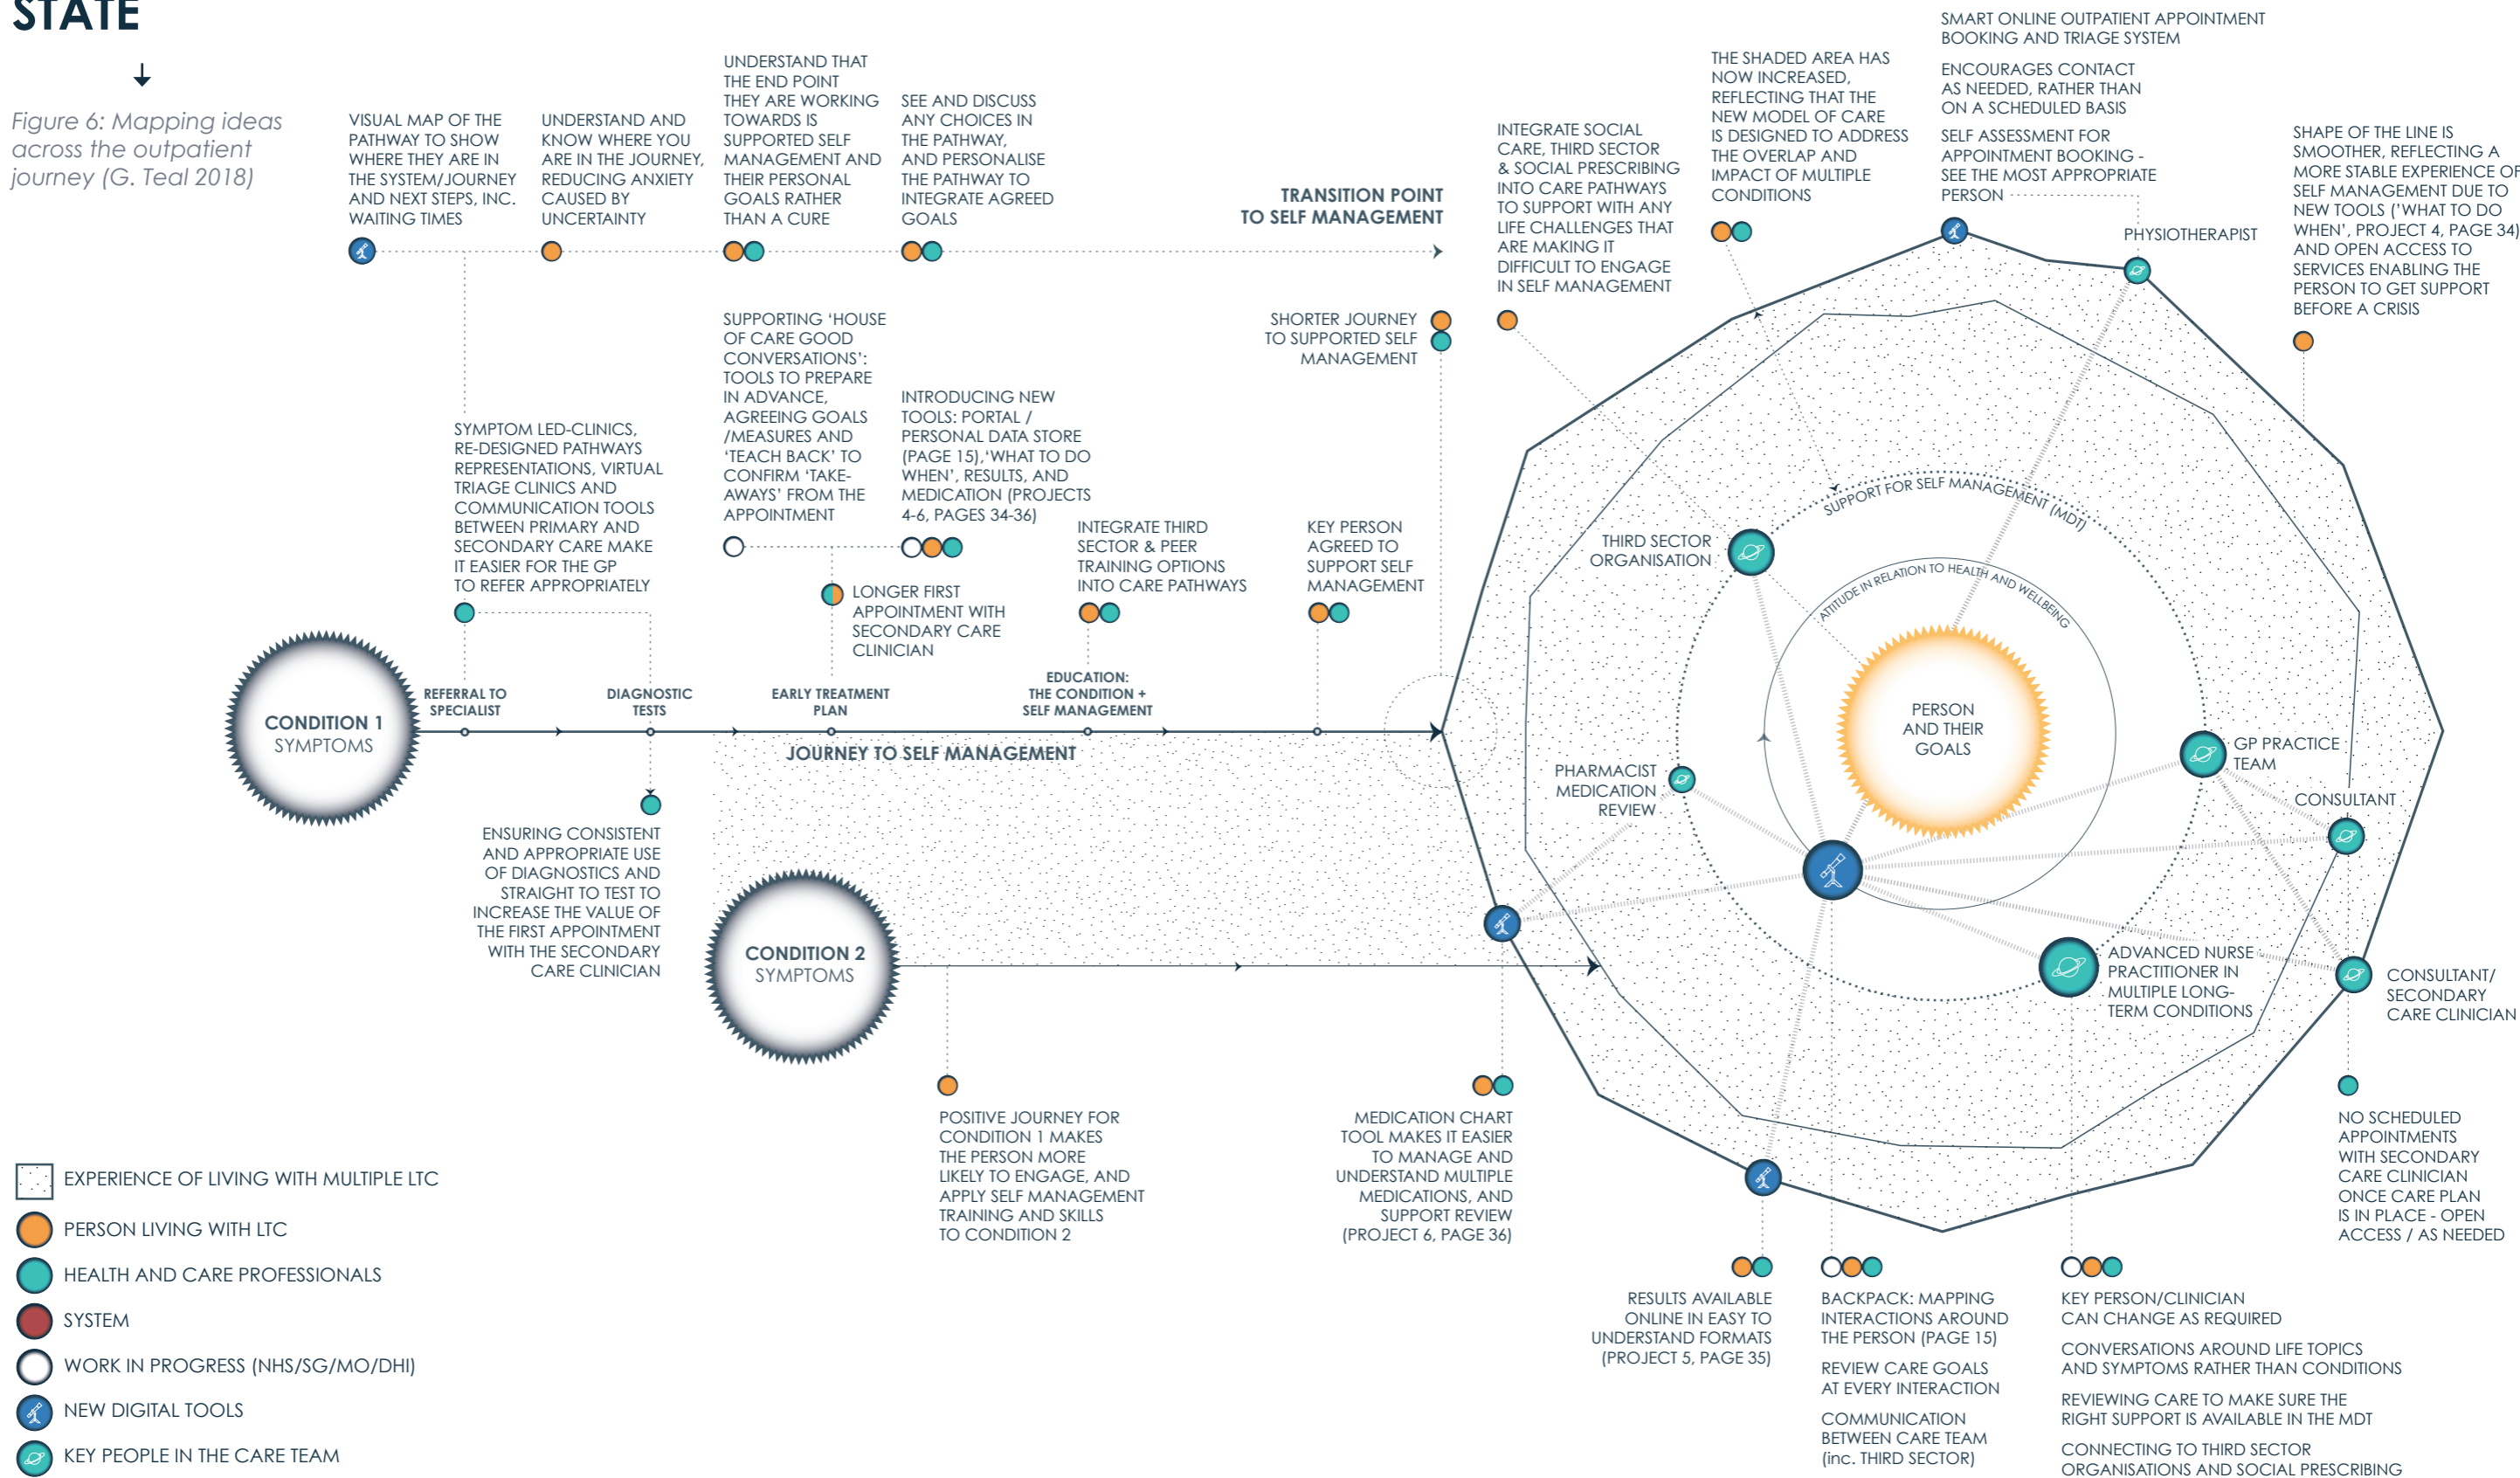 STATE
Figure 6: Mapping ideas
across the outpatient
journey (G. Teal 2018)
VISUAL MAP OF THE
PATHWAY TO SHOW
WHERE THEY ARE IN
THE SYSTEM/JOURNEY
AND NEXT STEPS, INC.
WAITING TIMES
UNDERSTAND AND
KNOW WHERE YOU
ARE IN THE JOURNEY,
REDUCING ANXIETY
CAUSED BY
UNCERTAINTY
UNDERSTAND THAT
THE END POINT
THEY ARE WORKING
TOWARDS IS
SUPPORTED SELF
MANAGEMENT AND
THEIR PERSONAL
GOALS RATHER
THAN A CURE
SEE AND DISCUSS
ANY CHOICES IN
THE PATHWAY,
AND PERSONALISE
THE PATHWAY TO
INTEGRATE AGREED
GOALS
TRANSITION POINT
TO SELF MANAGEMENT
INTEGRATE SOCIAL
CARE, THIRD SECTOR
& SOCIAL PRESCRIBING
INTO CARE PATHWAYS
TO SUPPORT WITH ANY
LIFE CHALLENGES THAT
ARE MAKING IT
DIFFICULT TO ENGAGE
IN SELF MANAGEMENT
THE SHADED AREA HAS
NOW INCREASED,
REFLECTING THAT THE
NEW MODEL OF CARE
IS DESIGNED TO ADDRESS
THE OVERLAP AND
IMPACT OF MULTIPLE
CONDITIONS
SMART ONLINE OUTPATIENT APPOINTMENT
BOOKING AND TRIAGE SYSTEM
ENCOURAGES CONTACT
AS NEEDED, RATHER THAN
ON A SCHEDULED BASIS
SELF ASSESSMENT FOR
APPOINTMENT BOOKING -
SEE THE MOST APPROPRIATE
PERSON
PHYSIOTHERAPIST
SHAPE OF THE LINE IS
SMOOTHER, REFLECTING A
MORE STABLE EXPERIENCE OF
SELF MANAGEMENT DUE TO
NEW TOOLS ('WHAT TO DO
WHEN', PROJECT 4, PAGE 34)
AND OPEN ACCESS TO
SERVICES ENABLING THE
PERSON TO GET SUPPORT
BEFORE A CRISIS
SYMPTOM LED-CLINICS,
RE-DESIGNED PATHWAYS
REPRESENTATIONS, VIRTUAL
TRIAGE CLINICS AND
COMMUNICATION TOOLS
BETWEEN PRIMARY AND
SECONDARY CARE MAKE
IT EASIER FOR THE GP
TO REFER APPROPRIATELY
SUPPORTING ‘HOUSE
OF CARE GOOD
CONVERSATIONS’:
TOOLS TO PREPARE
IN ADVANCE,
AGREEING GOALS
/MEASURES AND
‘TEACH BACK’ TO
CONFIRM ‘TAKE-
AWAYS’ FROM THE
APPOINTMENT
INTRODUCING NEW
TOOLS: PORTAL /
PERSONAL DATA STORE
(PAGE 15),‘WHAT TO DO
WHEN’, RESULTS, AND
MEDICATION (PROJECTS
4-6, PAGES 34-36)
LONGER FIRST
APPOINTMENT WITH
SECONDARY CARE
CLINICIAN
INTEGRATE THIRD
SECTOR & PEER
TRAINING OPTIONS
INTO CARE PATHWAYS
KEY PERSON
AGREED TO
SUPPORT SELF
MANAGEMENT
SHORTER JOURNEY
TO SUPPORTED SELF
MANAGEMENT
CONDITION 1
SYMPTOMS
REFERRAL TO
SPECIALIST
DIAGNOSTIC
TESTS
EARLY TREATMENT
PLAN
EDUCATION:
THE CONDITION +
SELF MANAGEMENT
JOURNEY TO SELF MANAGEMENT
ENSURING CONSISTENT
AND APPROPRIATE USE
OF DIAGNOSTICS AND
STRAIGHT TO TEST TO
INCREASE THE VALUE OF
THE FIRST APPOINTMENT
WITH THE SECONDARY
CARE CLINICIAN
CONDITION 2
SYMPTOMS
POSITIVE JOURNEY FOR
CONDITION 1 MAKES
THE PERSON MORE
LIKELY TO ENGAGE, AND
APPLY SELF MANAGEMENT
TRAINING AND SKILLS
TO CONDITION 2
SUPPORT FOR SELF MANAGEMENT (MDT)
THIRD SECTOR
ORGANISATION
ATTITUDE IN RELATION TO HEALTH AND WELLBEING
PERSON
AND THEIR
GOALS
PHARMACIST
MEDICATION
REVIEW
GP PRACTICE
TEAM
CONSULTANT
ADVANCED NURSE
PRACTITIONER IN
MULTIPLE LONG-
TERM CONDITIONS
CONSULTANT/
SECONDARY
CARE CLINICIAN
MEDICATION CHART
TOOL MAKES IT EASIER
TO MANAGE AND
UNDERSTAND MULTIPLE
MEDICATIONS, AND
SUPPORT REVIEW
(PROJECT 6, PAGE 36)
NO SCHEDULED
APPOINTMENTS
WITH SECONDARY
CARE CLINICIAN
ONCE CARE PLAN
IS IN PLACE - OPEN
ACCESS / AS NEEDED
RESULTS AVAILABLE
ONLINE IN EASY TO
UNDERSTAND FORMATS
(PROJECT 5, PAGE 35)
BACKPACK: MAPPING
INTERACTIONS AROUND
THE PERSON (PAGE 15)
REVIEW CARE GOALS
AT EVERY INTERACTION
COMMUNICATION
BETWEEN CARE TEAM
(inc. THIRD SECTOR)
KEY PERSON/CLINICIAN
CAN CHANGE AS REQUIRED
CONVERSATIONS AROUND LIFE TOPICS
AND SYMPTOMS RATHER THAN CONDITIONS
REVIEWING CARE TO MAKE SURE THE
RIGHT SUPPORT IS AVAILABLE IN THE MDT
CONNECTING TO THIRD SECTOR
ORGANISATIONS AND SOCIAL PRESCRIBING
EXPERIENCE OF LIVING WITH MULTIPLE LTC
PERSON LIVING WITH LTC
HEALTH AND CARE PROFESSIONALS
SYSTEM
WORK IN PROGRESS (NHS/SG/MO/DHI)
NEW DIGITAL TOOLS
KEY PEOPLE IN THE CARE TEAM